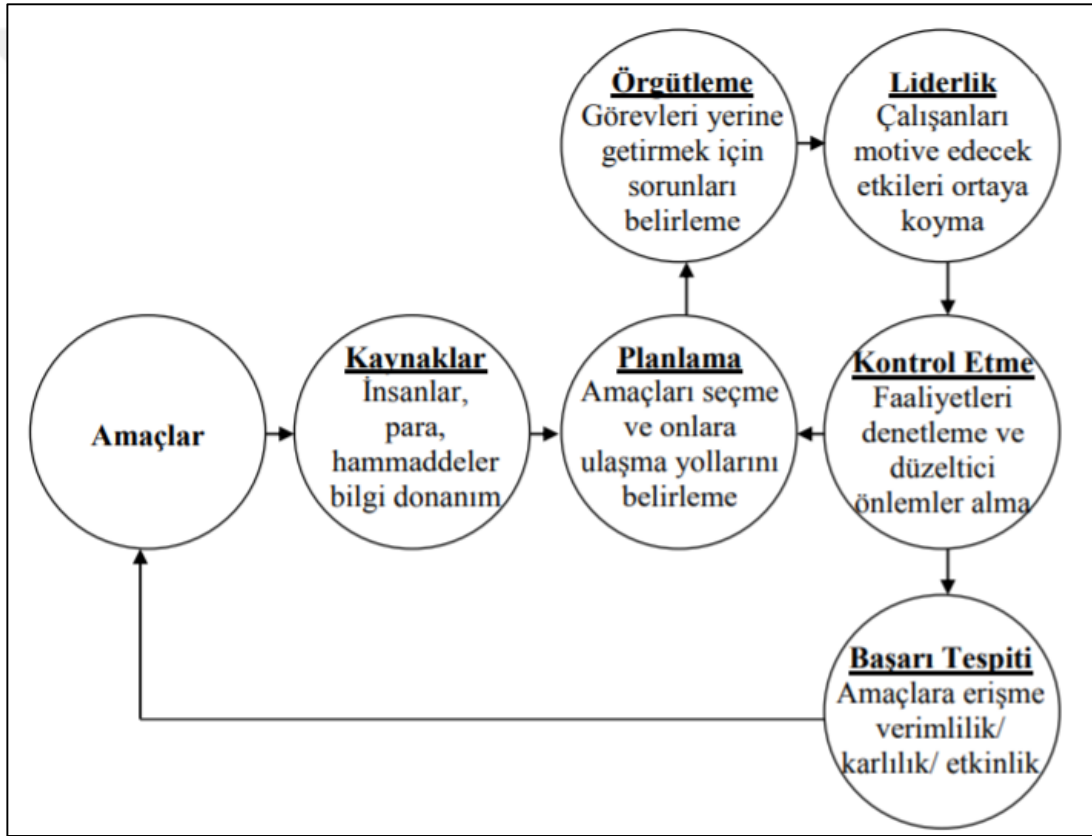 Örgütleme
Görevleri yerine
getirmek için
sorunları
belirleme
Liderlik
Çalışanları
motive edecek
etkileri ortaya
koyma
Amaçlar
Kaynaklar
İnsanlar,
para,
hammaddeler
bilgi donanım
Planlama
Amaçları seçme
ve onlara
ulaşma yollarını
belirleme
Kontrol Etme
Faaliyetleri
denetleme ve
düzeltici
önlemler alma
Başarı Tespiti
Amaçlara erişme
verimlilik/
karlılık/ etkinlik